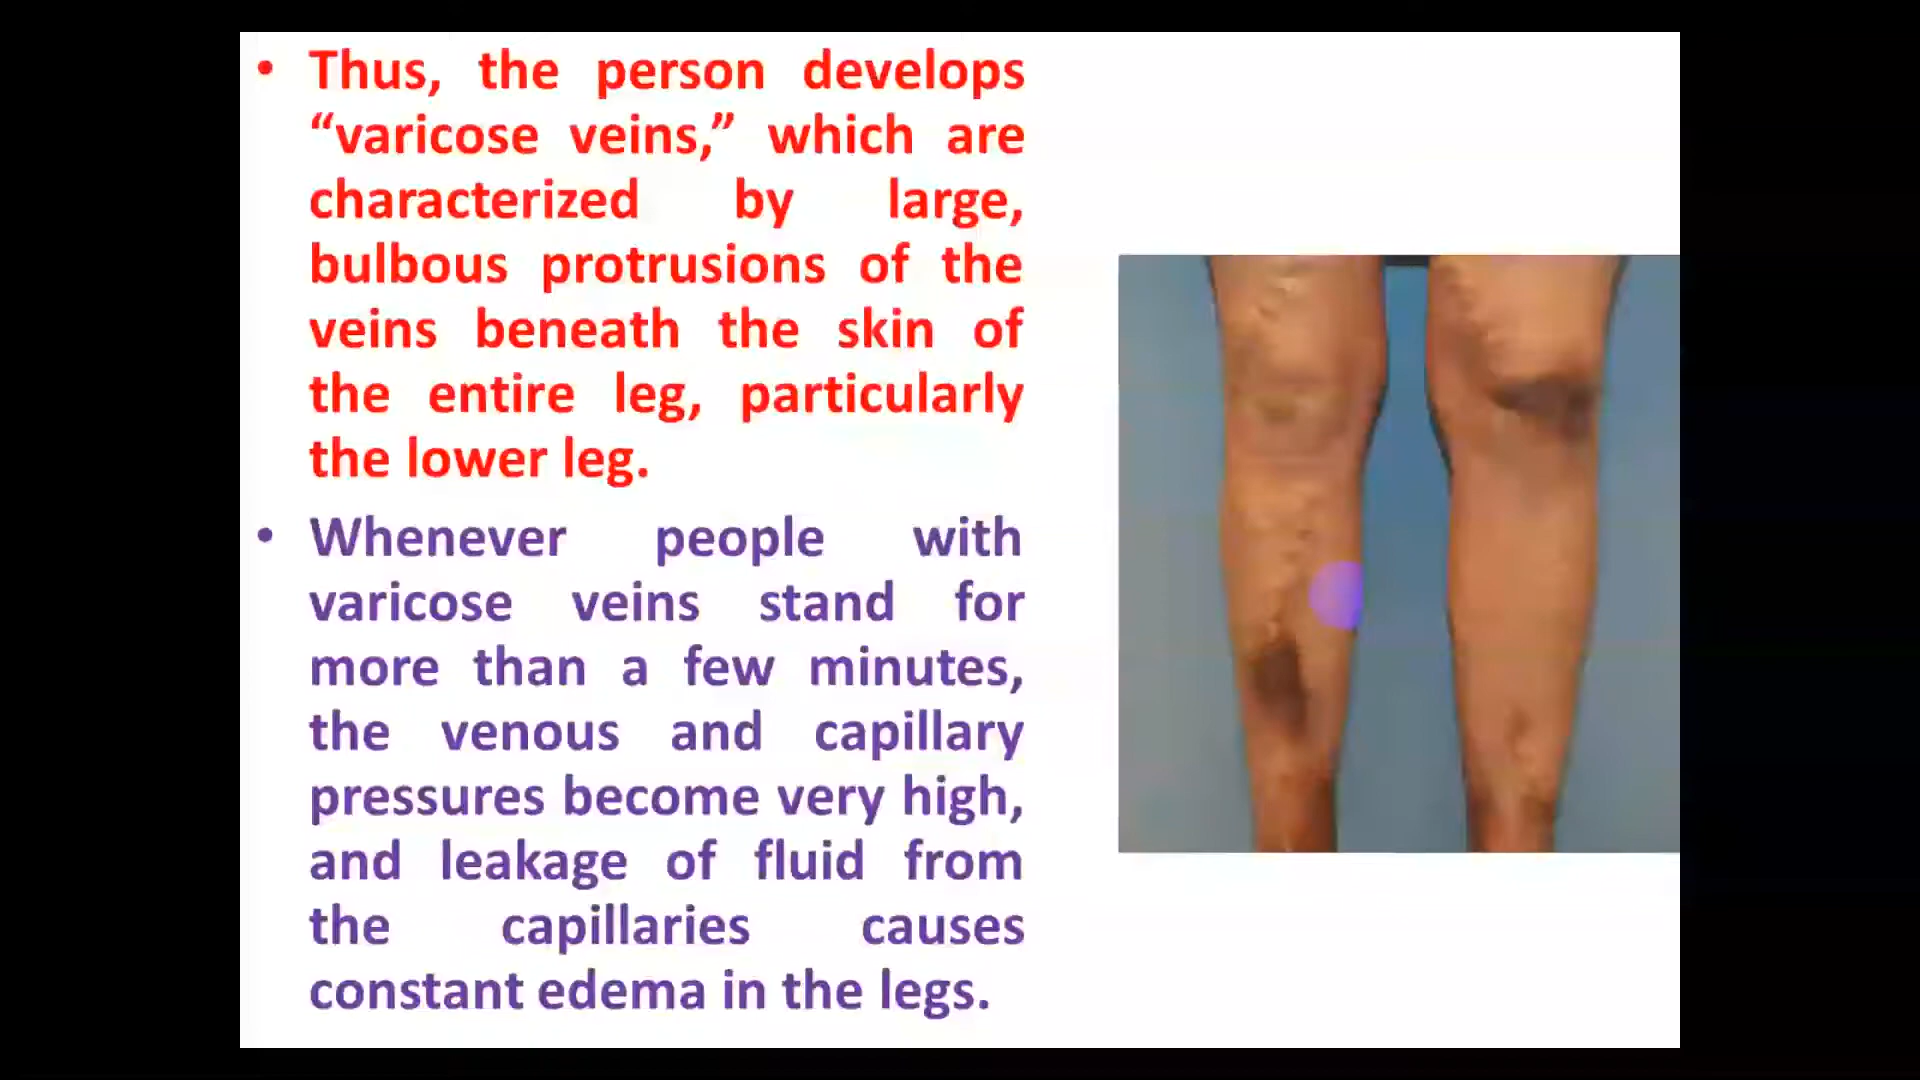 • Thus, the person develops
“varicose veins,” which are
characterized by large,
bulbous protrusions of the
veins beneath the skin of
the entire leg, particularly
the lower leg.
• Whenever people with
varicose veins stand for
more than a few minutes,
the venous and capillary
pressures become very high,
and leakage of fluid from
the capillaries causes
constant edema in the legs.